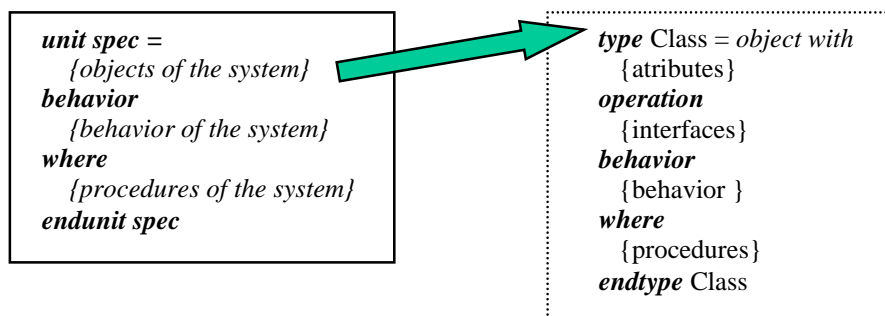 unit spec =
{objects of the system}
behavior
{behavior of the system}
where
{procedures of the system}
endunit spec
type Class = object with
{atributes}
operation
{interfaces}
behavior
{behavior }
where
{procedures}
endtype Class